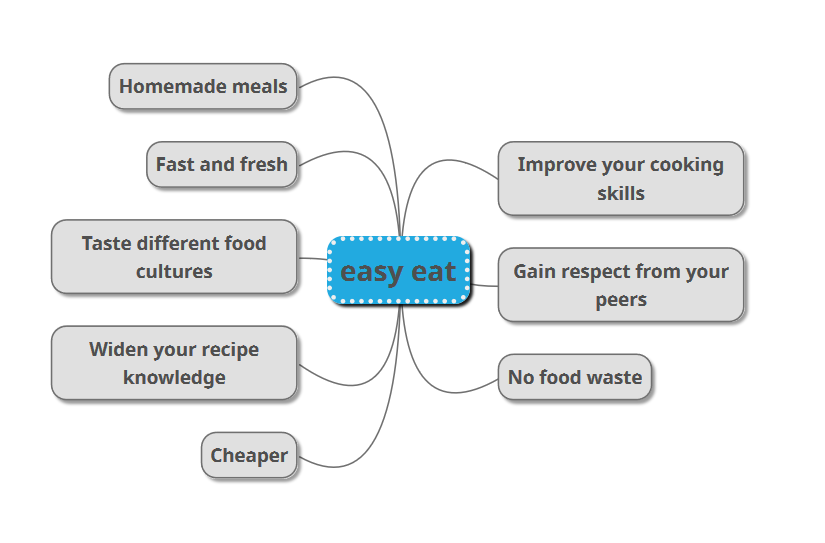 Homemade meals
Fast and fresh
Taste different food
cultures
Widen your recipe
knowledge
Cheaper
easy eat
Improve your cooking
skills
Gain respect from your
peers
No food waste